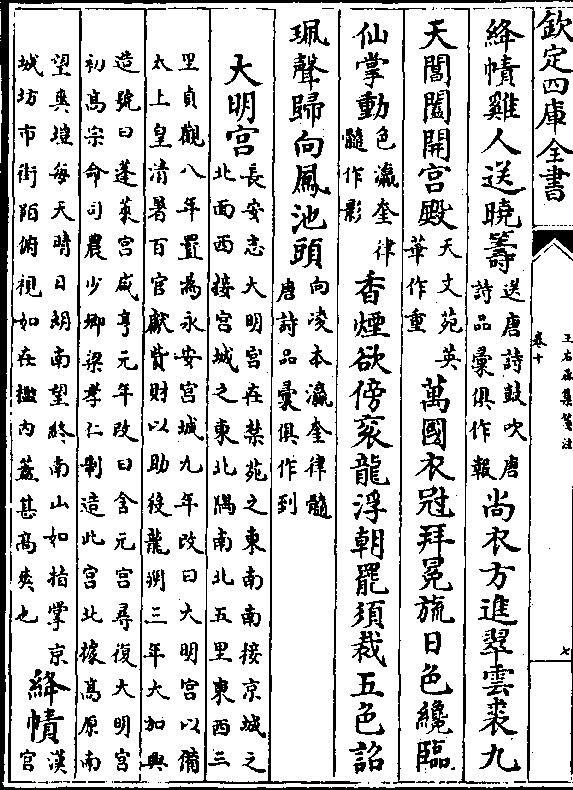 欽定四庫全書
王右丞集箋注
卷十
七
絳幘雞人送曉籌送唐詩鼓吹唐詩品彙俱作報尚衣方進翠雲裘九
天閶闔開宮殿天文苑英華作重萬國衣冠拜冕旒日色纔臨
仙掌動色瀛奎律髓作影香煙欲傍衮龍浮朝罷須裁五色詔
珮聲歸向鳳池頭向凌本瀛奎律髓唐詩品彙俱作到
大明宮長安志大明宮在禁苑之東南南接京城之北面西接宮城之東北隅南北五里東西三
里貞觀八年置為永安宮城九年改曰大明宮以備太上皇清暑百官獻貲財以助役龍朔三年大加興
造號曰蓬萊宮咸亨元年改曰含元宮尋復大明宮初高宗命司農少卿梁孝仁制造此宮北據高原南
望爽塏每天晴日朗南望終南山如指掌京城坊市街陌俯視如在檻内蓋甚高爽也絳幘漢宮